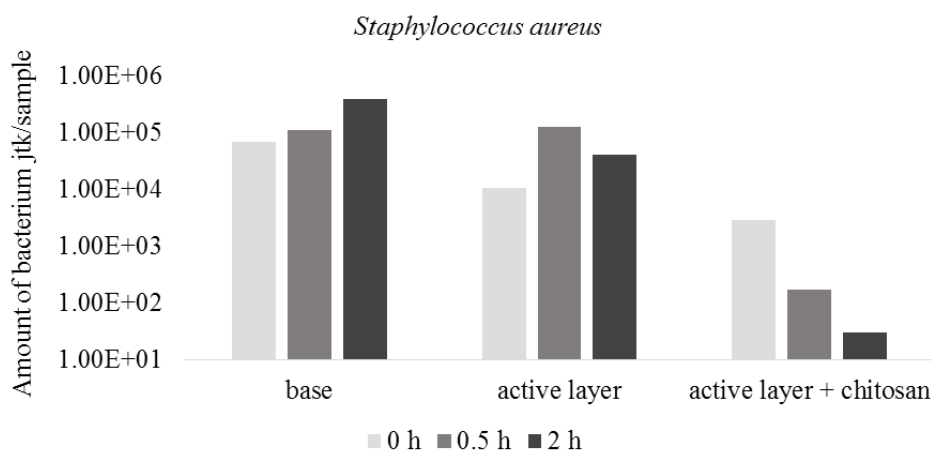 Staphylococcus aureus
Amount of bacterium jtk/sample
1.00E+06
1.00E+05
1.00E+04
1.00E+03
1.00E+02
1.00E+01
base
active layer
active layer + chitosan
0 h
0.5 h
2 h